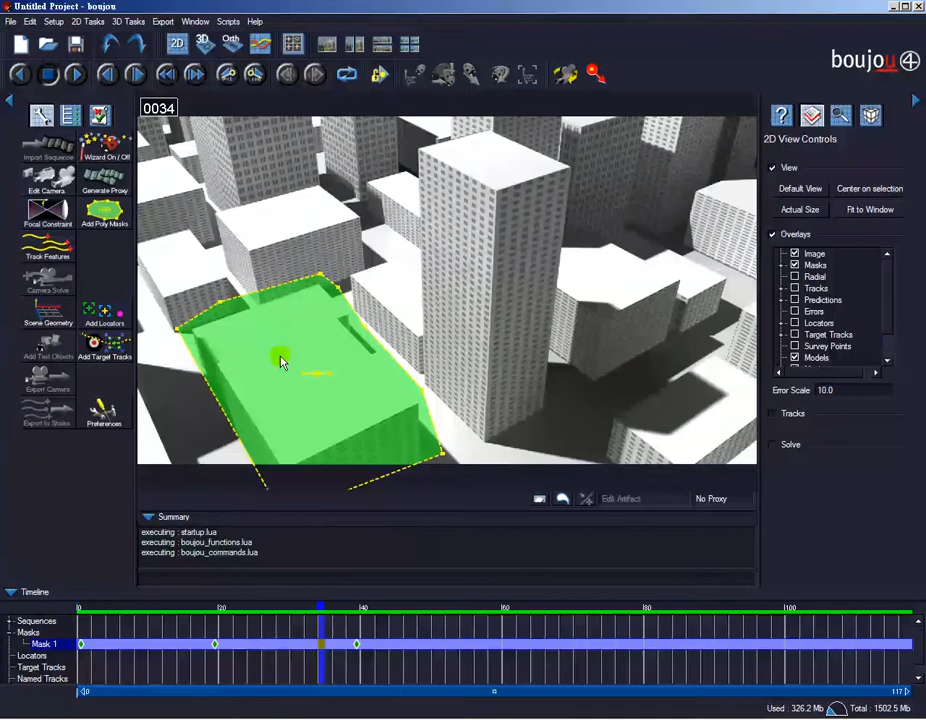 Untitled Project - boujou
File Edit Setup 2D Tasks 3D Tasks Export Window Scripts Help
2D 3D Orth
boujou 4
0034
2D View Controls
Import Sequence Wizard On / Off
Edit Camera Generate Proxy
Focal Constraint Add Poly Masks
Track Features
Camera Solve
Scene Geometry Add Locators
Add Test Objects Add Target Tracks
Export Camera
Export to Shake Preferences
View
Default View Center on selection
Actual Size Fit to Window
Overlays
Image
Masks
Radial
Tracks
Predictions
Errors
Locators
Target Tracks
Survey Points
Models
Error Scale 10.0
Tracks
Solve
Edit Artifact No Proxy
Summary
executing : startup.lua
executing : boujou_functions.lua
executing : boujou_commands.lua
Timeline
0 20 40 60 80 100
Sequences
Masks
Mask 1
Locators
Target Tracks
Named Tracks
0 117
Used : 326.2 Mb Total : 1502.5 Mb